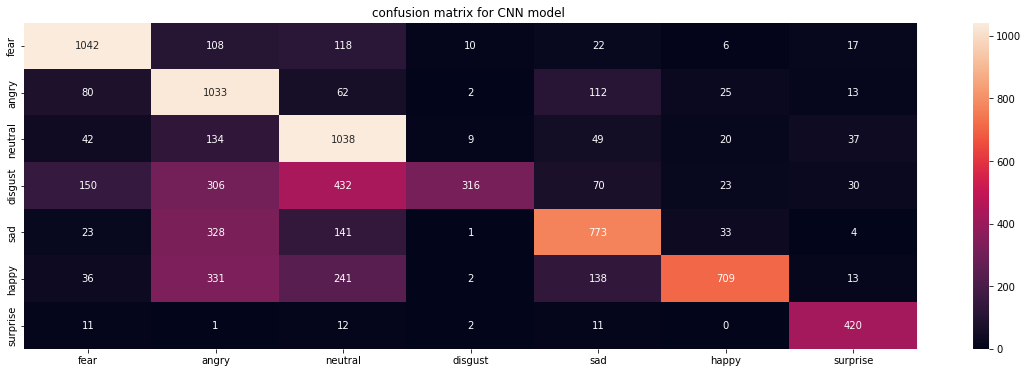 confusion matrix for CNN model
fear 1042 108 118 10 22 6 17
angry 80 1033 62 2 112 25 13
neutral 42 134 1038 9 49 20 37
disgust 150 306 432 316 70 23 30
sad 23 328 141 1 773 33 4
happy 36 331 241 2 138 709 13
surprise 11 1 12 2 11 0 420
fear angry neutral disgust sad happy surprise
1000
800
600
400
200
0